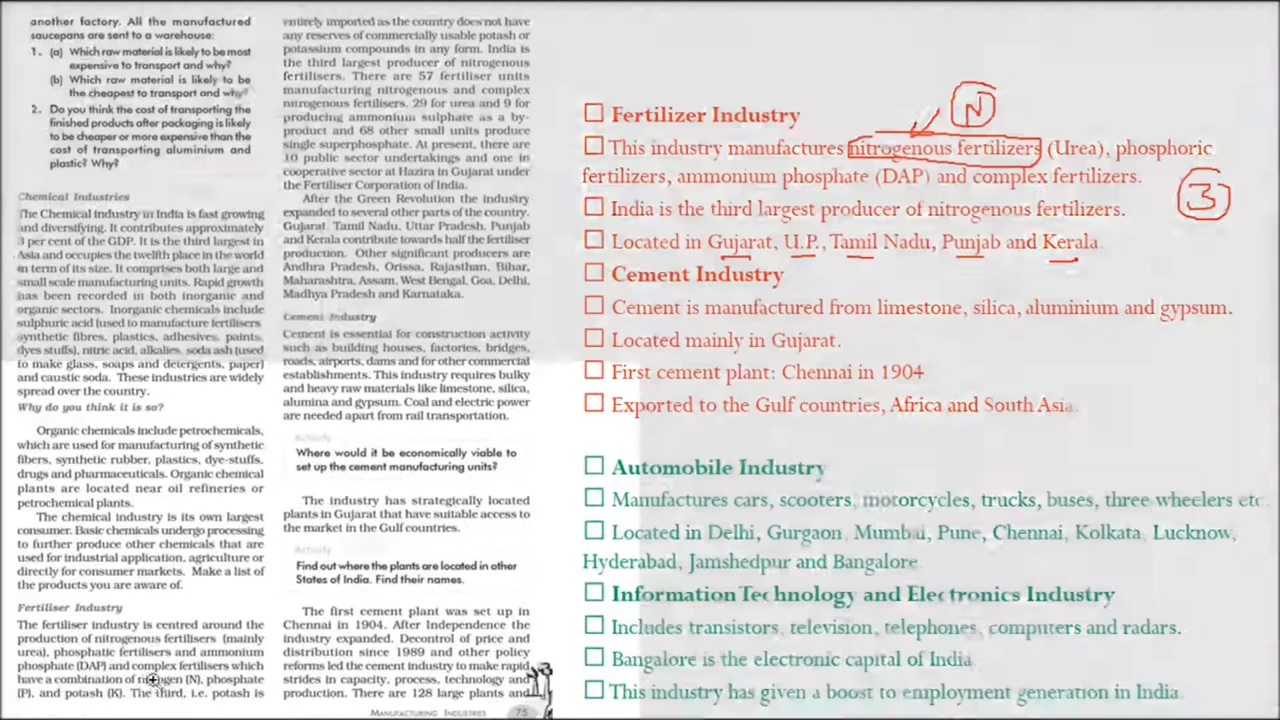 another factory. All the manufactured
saucepans are sent to a warehouse:
1. (a) Which raw material is likely to be most
expensive to transport and why?
(b) Which raw material is likely to be
the cheapest to transport and why?
2. Do you think the cost of transporting the
finished products after packaging is likely
to be cheaper or more expensive than the
cost of transporting aluminium and
plastic? Why?
Chemical Industries
The Chemical industry in India is fast growing
and diversifying. It contributes approximately
3 per cent of the GDP. It is the third largest in
Asia and occupies the twelfth place in the world
in term of its size. It comprises both large and
small scale manufacturing units. Rapid growth
has been recorded in both inorganic and
organic sectors. Inorganic chemicals include
sulphuric acid (used to manufacture fertilisers
synthetic fibres, plastics, adhesives, paints,
dyes stuffs), nitric acid, alkalies, soda ash (used
to make glass, soaps and detergents, paper)
and caustic soda. These industries are widely
spread over the country.
Why do you think it is so?
Organic chemicals include petrochemicals,
which are used for manufacturing of synthetic
fibers, synthetic rubber, plastics, dye-stuffs,
drugs and pharmaceuticals. Organic chemical
plants are located near oil refineries or
petrochemical plants.
The chemical industry is its own largest
consumer. Basic chemicals undergo processing
to further produce other chemicals that are
used for industrial application, agriculture or
directly for consumer markets. Make a list of
the products you are aware of.
Fertiliser Industry
The fertiliser industry is centred around the
production of nitrogenous fertilisers (mainly
urea), phosphatic fertilisers and ammonium
phosphate (DAP) and complex fertilisers which
have a combination of nitrogen (N), phosphate
(P), and potash (K). The third, i.e. potash is
entirely imported as the country does not have
any reserves of commercially usable potash or
potassium compounds in any form. India is
the third largest producer of nitrogenous
fertilisers. There are 57 fertiliser units
manufacturing nitrogenous and complex
nitrogenous fertilisers, 29 for urea and 9 for
producing ammonium sulphate as a by-
product and 68 other small units produce
single superphosphate. At present, there are
10 public sector undertakings and one in
cooperative sector at Hazira in Gujarat under
the Fertiliser Corporation of India.
After the Green Revolution the industry
expanded to several other parts of the country.
Gujarat, Tamil Nadu, Uttar Pradesh, Punjab
and Kerala contribute towards half the fertiliser
production. Other significant producers are
Andhra Pradesh, Orissa, Rajasthan, Bihar,
Maharashtra, Assam, West Bengal, Goa, Delhi,
Madhya Pradesh and Karnataka.
Cement Industry
Cement is essential for construction activity
such as building houses, factories, bridges,
roads, airports, dams and for other commercial
establishments. This industry requires bulky
and heavy raw materials like limestone, silica,
alumina and gypsum. Coal and electric power
are needed apart from rail transportation.
Activity
Where would it be economically viable to
set up the cement manufacturing units?
The industry has strategically located
plants in Gujarat that have suitable access to
the market in the Gulf countries.
Activity
Find out where the plants are located in other
States of India. Find their names.
The first cement plant was set up in
Chennai in 1904. After Independence the
industry expanded. Decontrol of price and
distribution since 1989 and other policy
reforms led the cement industry to make rapid
strides in capacity, process, technology and
production. There are 128 large plants and
MANUFACTURING INDUSTRIES 75
N
Fertilizer Industry
This industry manufactures nitrogenous fertilizers (Urea), phosphoric
fertilizers, ammonium phosphate (DAP) and complex fertilizers.
3
India is the third largest producer of nitrogenous fertilizers.
Located in Gujarat, U.P., Tamil Nadu, Punjab and Kerala.
Cement Industry
Cement is manufactured from limestone, silica, aluminium and gypsum.
Located mainly in Gujarat.
First cement plant: Chennai in 1904
Exported to the Gulf countries, Africa and South Asia.
Automobile Industry
Manufactures cars, scooters, motorcycles, trucks, buses, three-wheelers etc.
Located in Delhi, Gurgaon, Mumbai, Pune, Chennai, Kolkata, Lucknow,
Hyderabad, Jamshedpur and Bangalore
Information Technology and Electronics Industry
Includes transistors, television, telephones, computers and radars.
Bangalore is the electronic capital of India
This industry has given a boost to employment generation in India